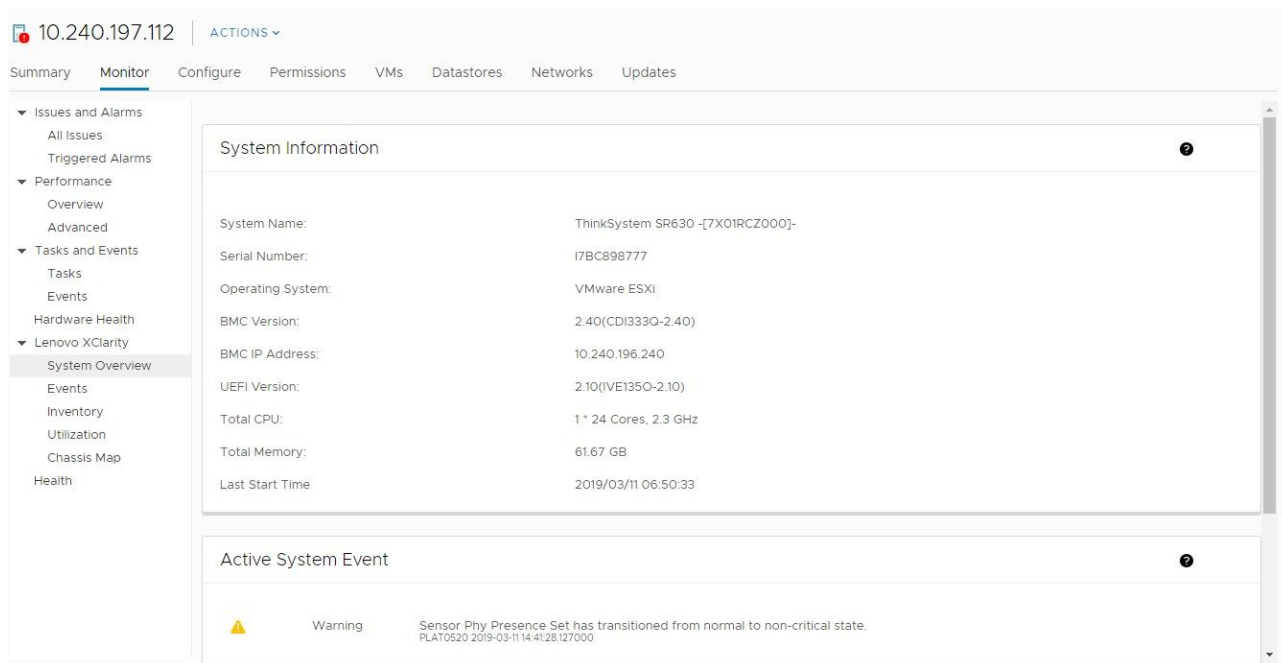 10.240.197.112 ACTIONS
Summary Monitor Configure Permissions VMs Datastores Networks Updates
Issues and Alarms
All Issues
Triggered Alarms
Performance
Overview
Advanced
Tasks and Events
Tasks
Events
Hardware Health
Lenovo XClarity
System Overview
Events
Inventory
Utilization
Chassis Map
Health
System Information
System Name: ThinkSystem SR630 -[7X01RCZ000]-
Serial Number: I7BC898777
Operating System: VMware ESXi
BMC Version: 2.40(CDI333Q-2.40)
BMC IP Address: 10.240.196.240
UEFI Version: 2.10(IVE135O-2.10)
Total CPU: 1 * 24 Cores, 2.3 GHz
Total Memory: 61.67 GB
Last Start Time 2019/03/11 06:50:33
Active System Event
Warning Sensor Phy Presence Set has transitioned from normal to non-critical state.
PLAT0520 2019-03-11 14:41:28.127000